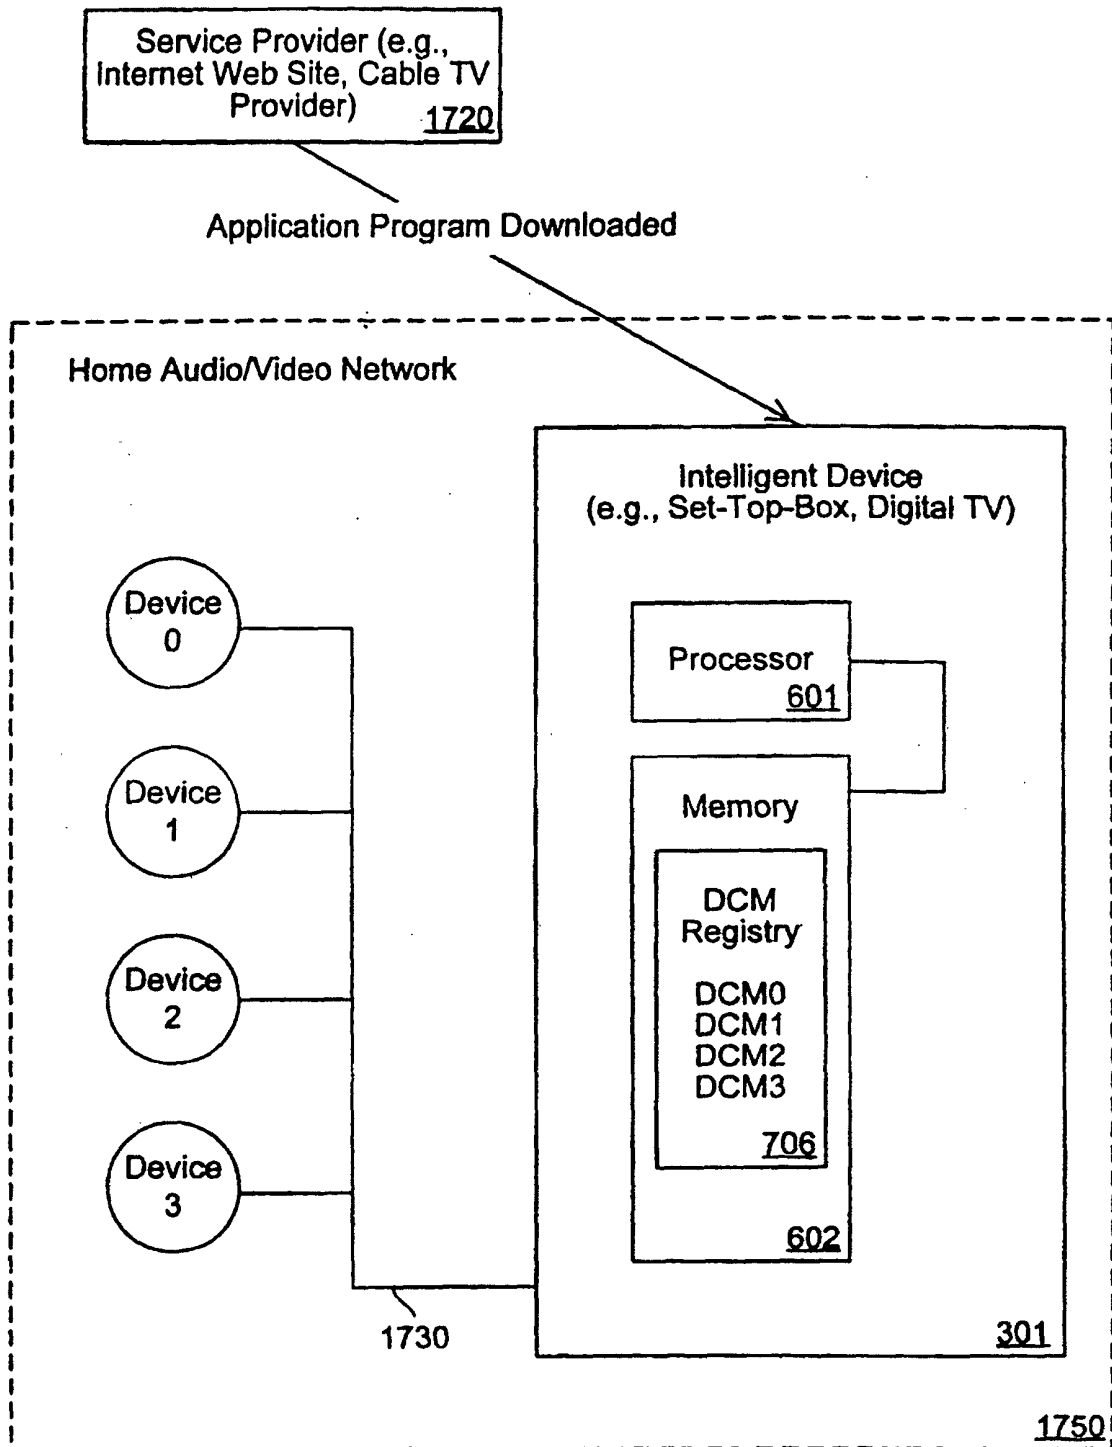 Service Provider (e.g.,
Internet Web Site, Cable TV
Provider)
1720
Application Program Downloaded
Home Audio/Video Network
Intelligent Device
(e.g., Set-Top-Box, Digital TV)
Device
0
Device
1
Device
2
Device
3
1730
Processor
601
Memory
DCM
Registry
DCM0
DCM1
DCM2
DCM3
706
602
301
1750